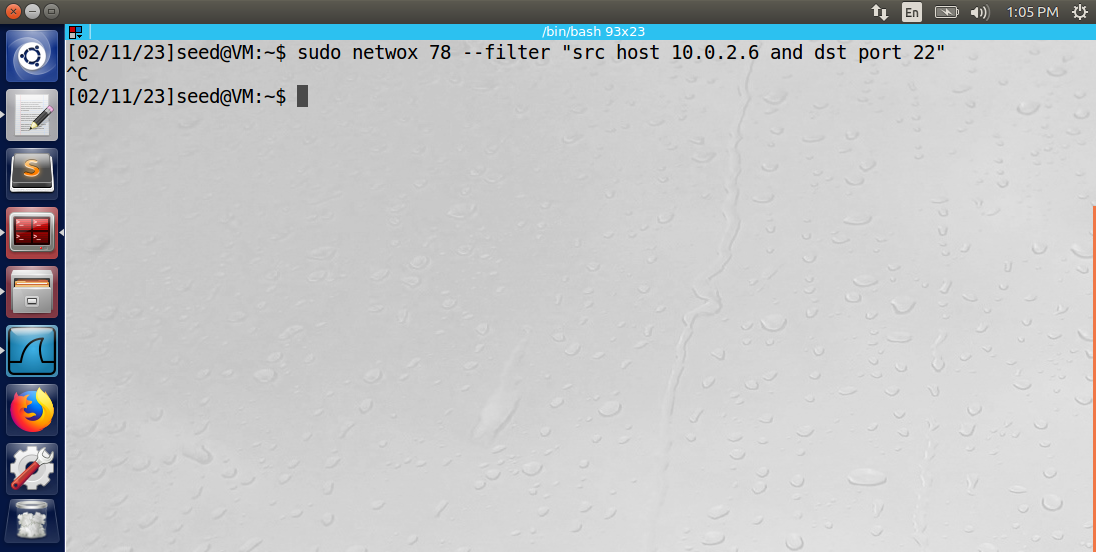 En
1:05 PM
/bin/bash 93x23
[02/11/23]seed@VM:~$ sudo netwox 78 --filter "src host 10.0.2.6 and dst port 22"
^C
[02/11/23]seed@VM:~$